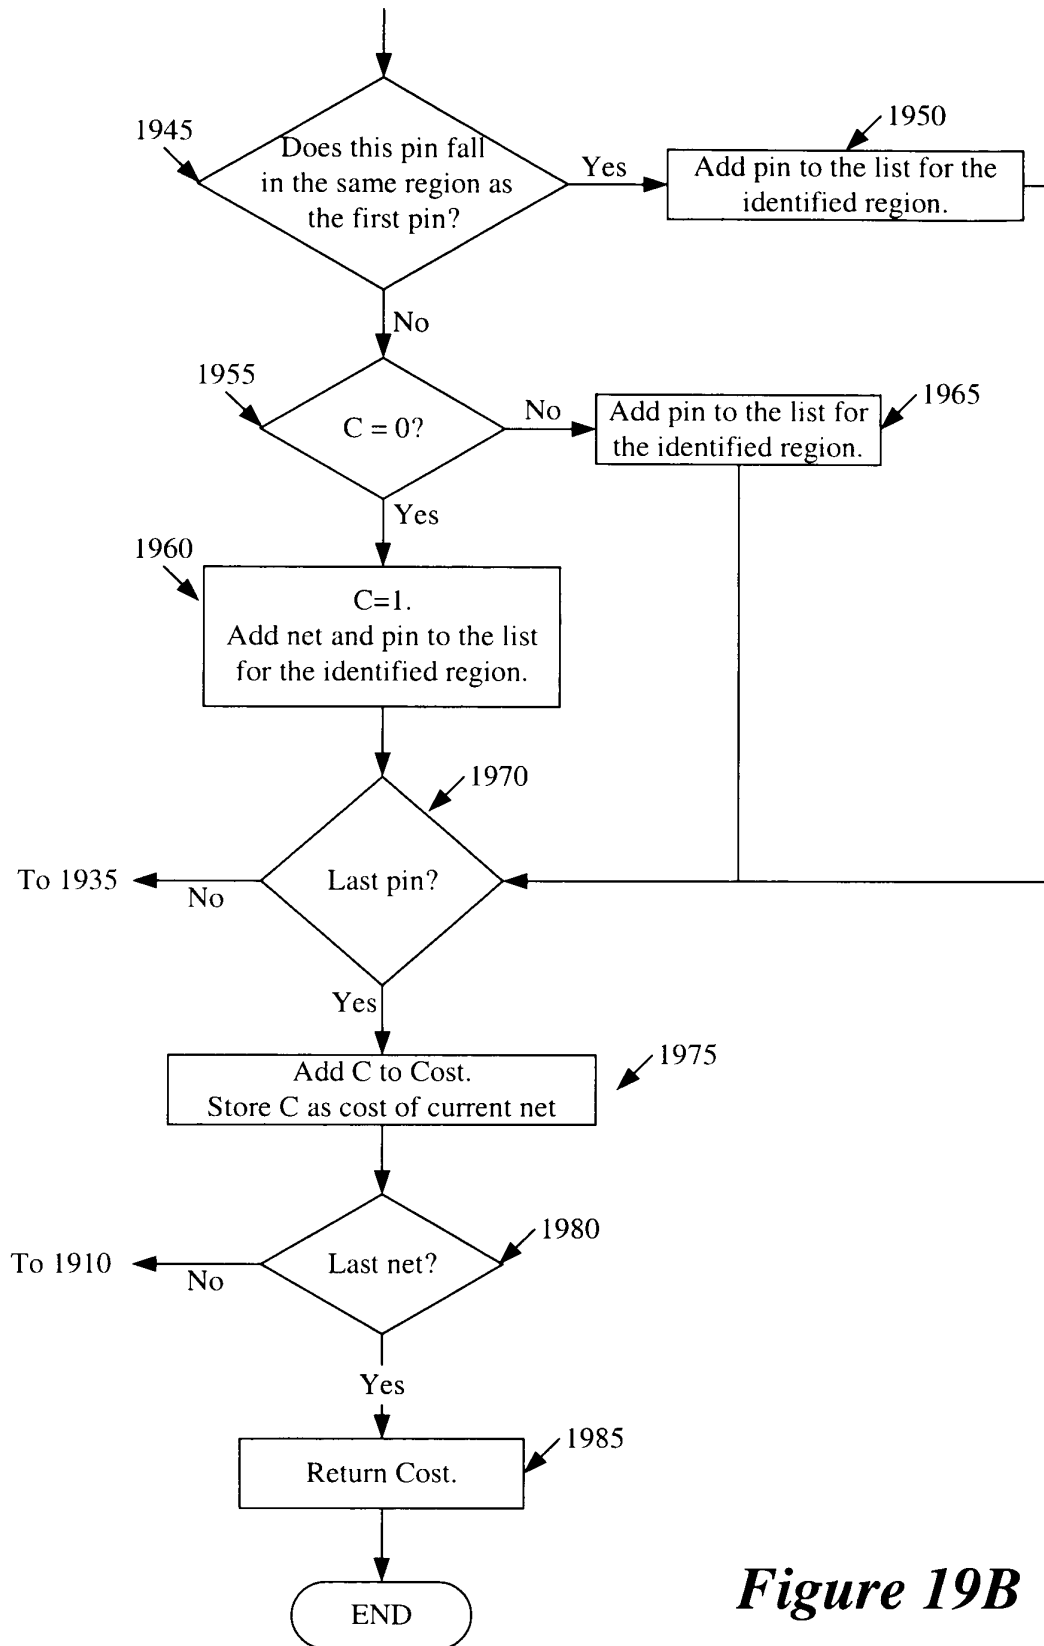 1945
Does this pin fall
in the same region as
the first pin?
Yes
1950
Add pin to the list for the
identified region.
No
1955
C = 0?
No
1965
Add pin to the list for
the identified region.
Yes
1960
C=1.
Add net and pin to the list
for the identified region.
1970
Last pin?
No
To 1935
Yes
1975
Add C to Cost.
Store C as cost of current net
1980
Last net?
No
To 1910
Yes
1985
Return Cost.
END
Figure 19B